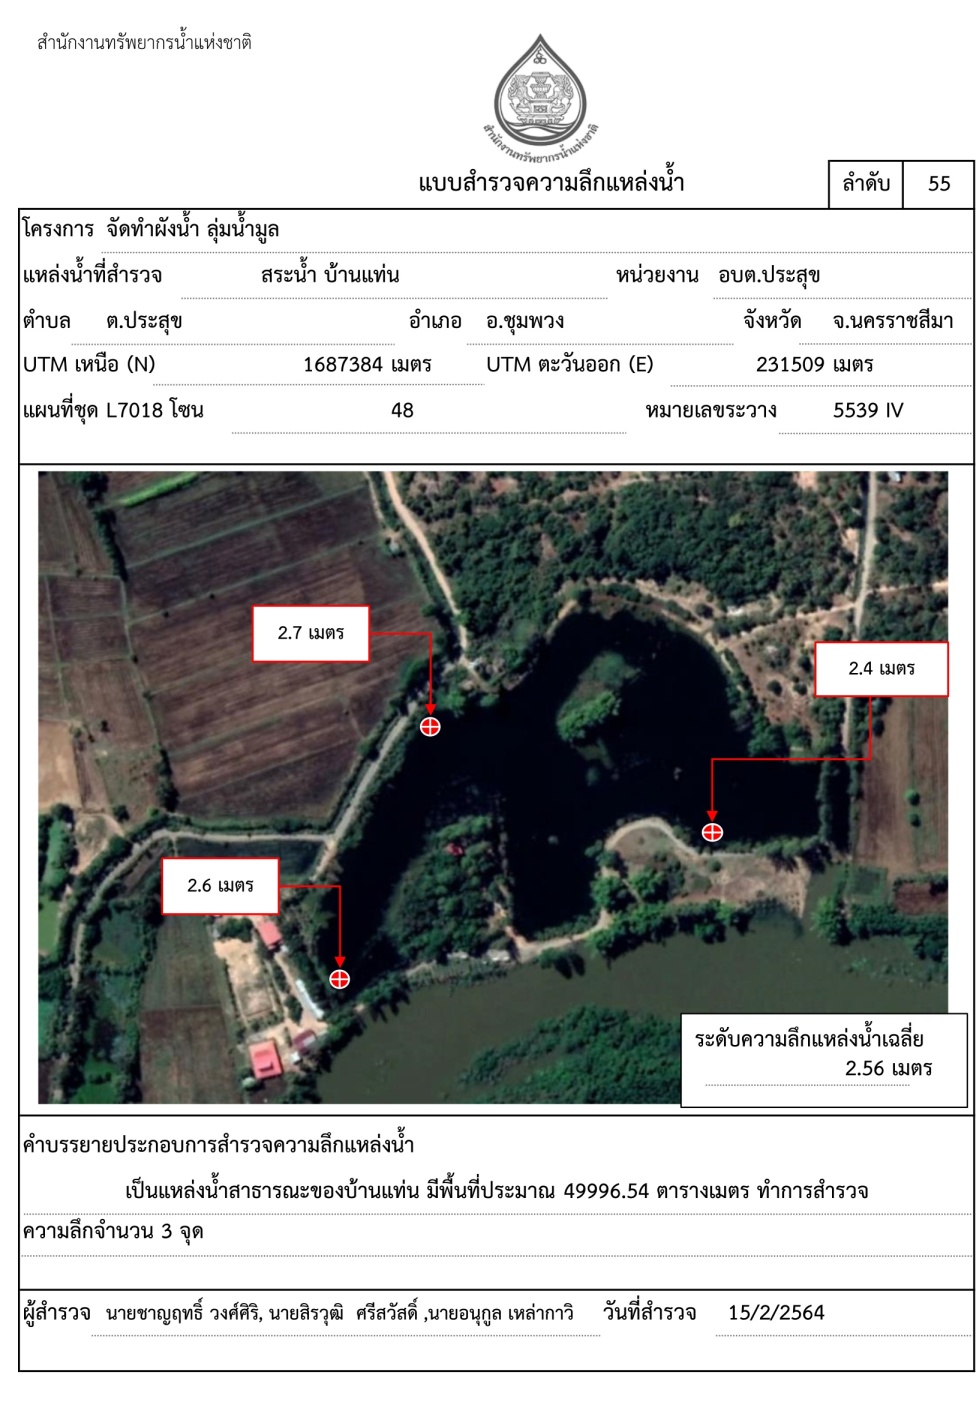 สำนักงานทรัพยากรน้ำแห่งชาติ
สำนักงานทรัพยากรน้ำแห่งชาติ
แบบสำรวจความลึกแหล่งน้ำ
ลำดับ 55
โครงการ จัดทำผังน้ำ ลุ่มน้ำมูล
แหล่งน้ำที่สำรวจ สระน้ำ บ้านแท่น หน่วยงาน อบต.ประสุข
ตำบล ต.ประสุข อำเภอ อ.ชุมพวง จังหวัด จ.นครราชสีมา
UTM เหนือ (N) 1687384 เมตร UTM ตะวันออก (E) 231509 เมตร
แผนที่ชุด L7018 โซน 48 หมายเลขระวาง 5539 IV
2.7 เมตร
2.4 เมตร
2.6 เมตร
ระดับความลึกแหล่งน้ำเฉลี่ย
2.56 เมตร
คำบรรยายประกอบการสำรวจความลึกแหล่งน้ำ
เป็นแหล่งน้ำสาธารณะของบ้านแท่น มีพื้นที่ประมาณ 49996.54 ตารางเมตร ทำการสำรวจ
ความลึกจำนวน 3 จุด
ผู้สำรวจ นายชาญฤทธิ์ วงศ์ศิริ, นายสิรวุฒิ ศรีสวัสดิ์ ,นายอนุกูล เหล่ากาวิ วันที่สำรวจ 15/2/2564